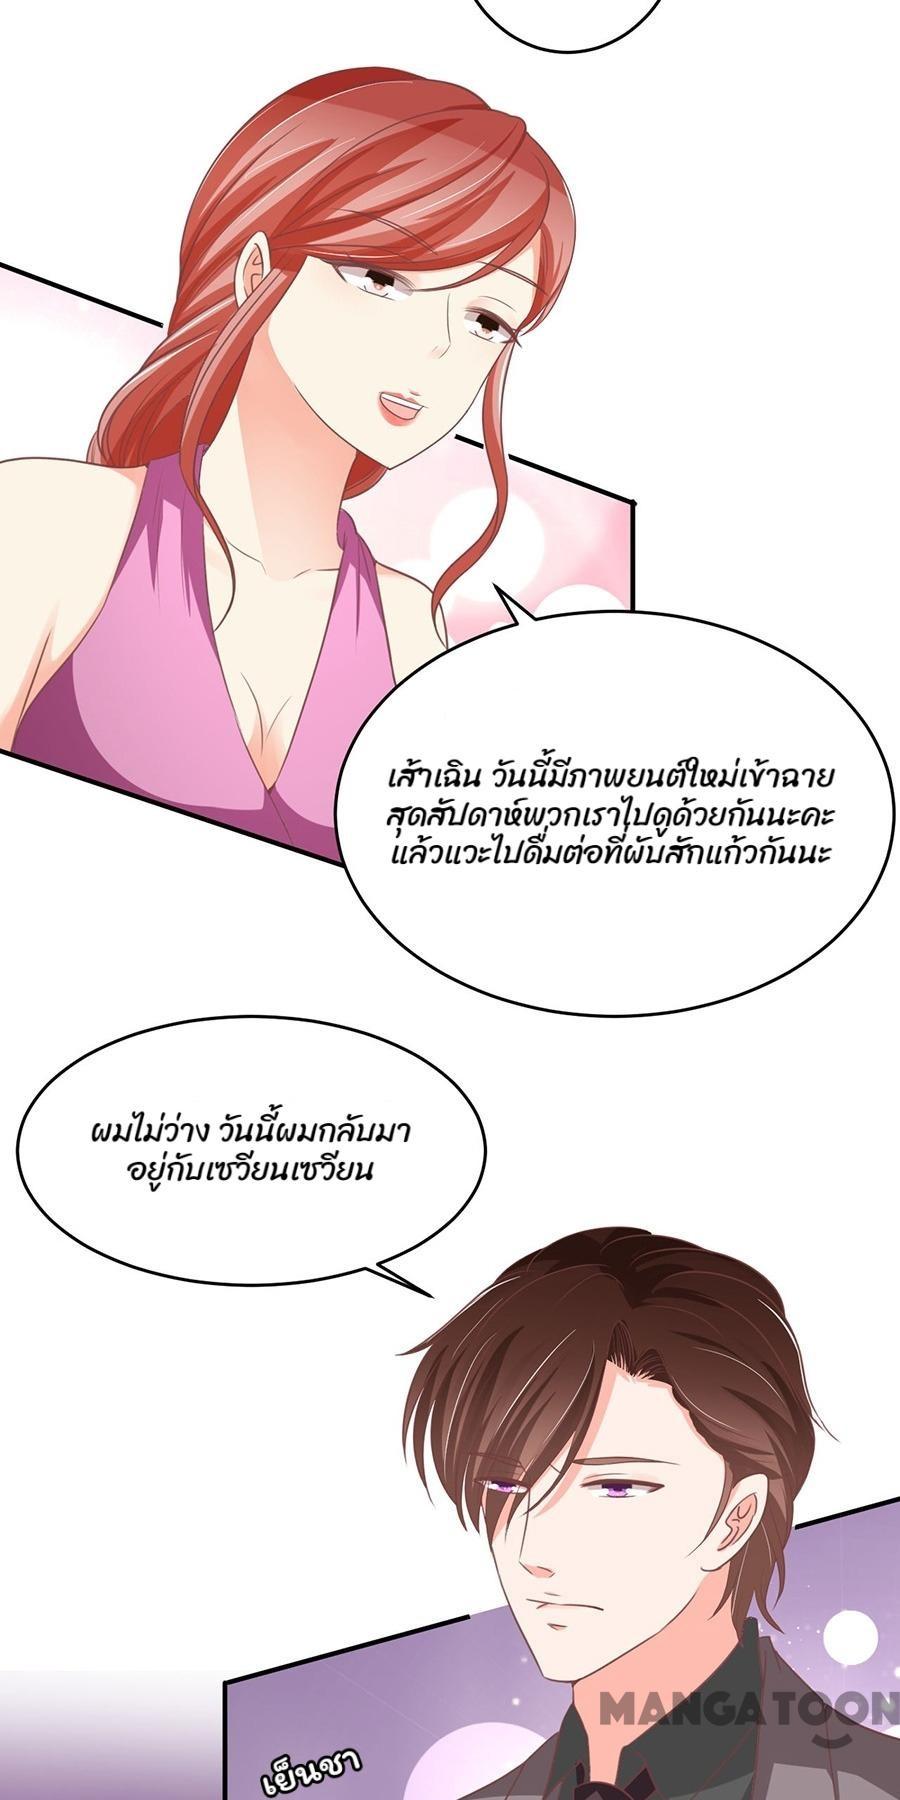 เส้าเฉิน วันนี้มีภาพยนต์ใหม่เข้าฉาย
สุดสัปดาห์พวกเราไปดูด้วยกันนะคะ
แล้วแวะไปดื่มต่อที่ผับสักแก้วกันนะ
ผมไม่ว่าง วันนี้ผมกลับมา
อยู่กับเซวียนเซวียน
MANGATOON
เย็นชา